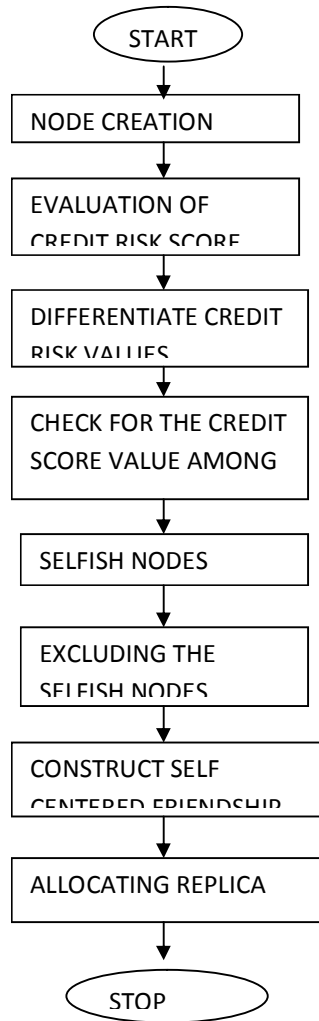 START
NODE CREATION
EVALUATION OF
CREDIT RISK SCORE
DIFFERENTIATE CREDIT
RISK VALUES
CHECK FOR THE CREDIT
SCORE VALUE AMONG
SELFISH NODES
EXCLUDING THE
SELFISH NODES
CONSTRUCT SELF
CENTERED FRIENDSHIP
ALLOCATING REPLICA
STOP